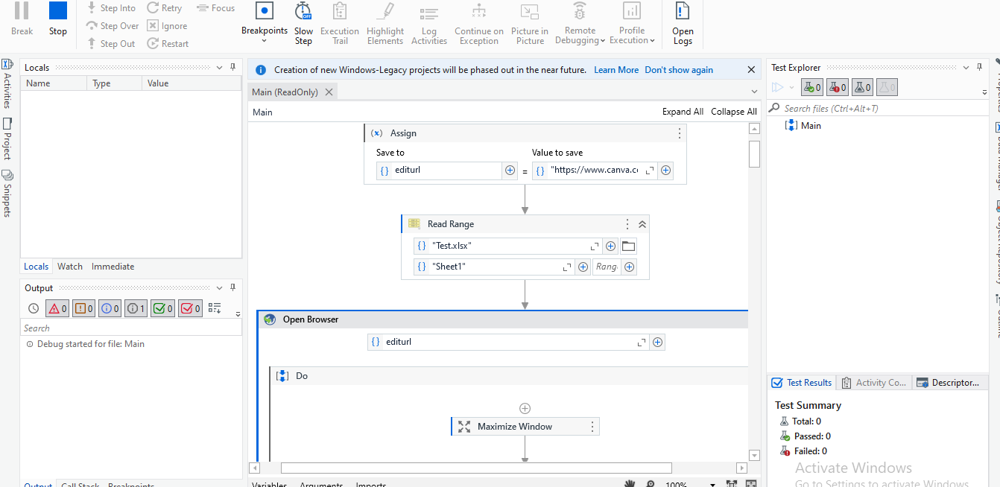 Break
Stop
Step Into
Step Over
Step Out
Retry
Ignore
Restart
Focus
Breakpoints
Slow Step
OFF
Execution Trail
Highlight Elements
Log Activities
Continue on Exception
Picture in Picture
Remote Debugging
Profile Execution
Open Logs
Activities
Project
Snippets
Locals
Name Type Value
Locals Watch Immediate
Output
0 0 0 1 0 0
Search
Debug started for file: Main
Output Call Stack Breakpoints
Creation of new Windows-Legacy projects will be phased out in the near future. Learn More Don't show again
Main (ReadOnly)
Main Expand All Collapse All
(x) Assign
Save to Value to save
{} editurl = {} "https://www.canva.c
Read Range
{} "Test.xlsx"
{} "Sheet1" Rang
Open Browser
{} editurl
Do
Maximize Window
Variables Arguments Imports 100%
Test Explorer
0 0 0 0
Search files (Ctrl+Alt+T)
Main
Test Results Activity Co... Descriptor...
Test Summary
Total: 0
Passed: 0
Failed: 0
Activate Windows
Go to Settings to activate Windows.